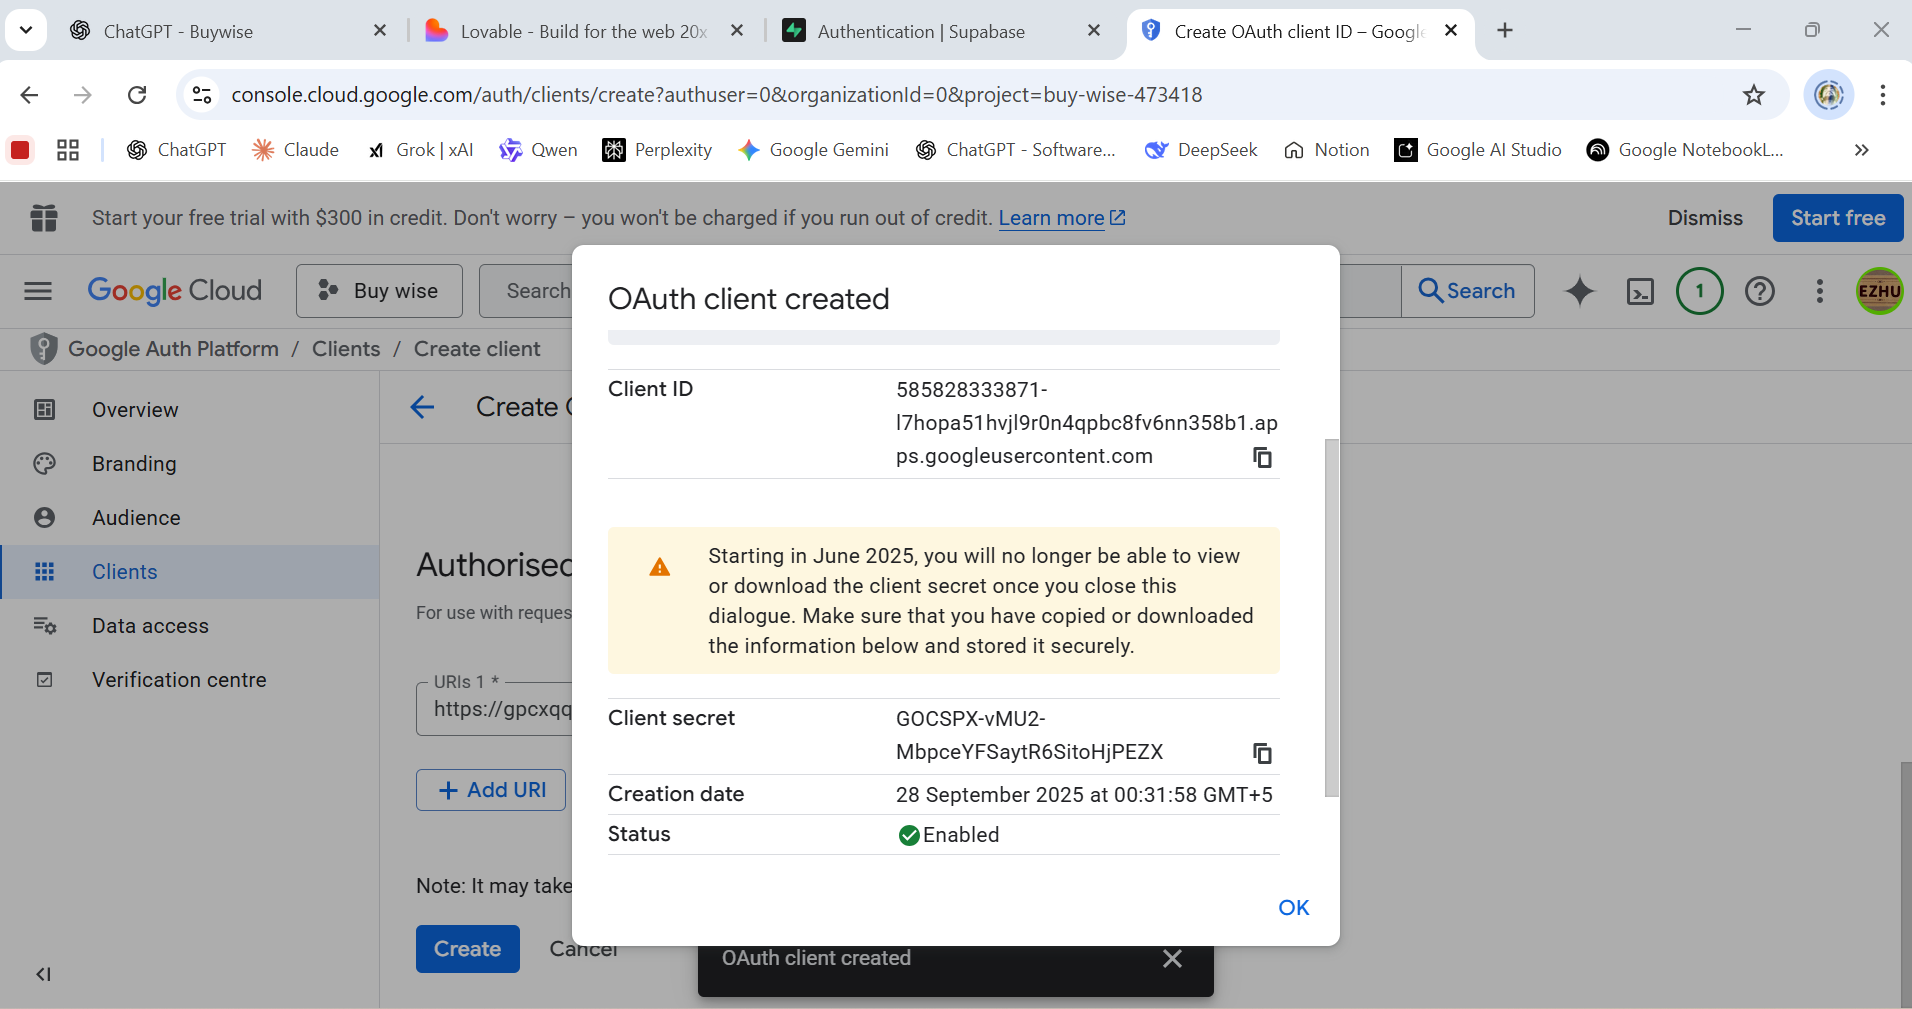 ChatGPT - Buywise
Lovable - Build for the web 20x
Authentication | Supabase
Create OAuth client ID – Google
console.cloud.google.com/auth/clients/create?authuser=0&organizationId=0&project=buy-wise-473418
ChatGPT
Claude
Grok | xAI
Qwen
Perplexity
Google Gemini
ChatGPT - Software...
DeepSeek
Notion
Google AI Studio
Google NotebookL...
Start your free trial with $300 in credit. Don't worry – you won't be charged if you run out of credit. Learn more
Dismiss
Start free
Google Cloud
Buy wise
Search
Search
1
EZHU
Google Auth Platform / Clients / Create client
Overview
Branding
Audience
Clients
Data access
Verification centre
Create
Authorised
For use with reques
URIs 1 *
https://gpcxqq
+ Add URI
Note: It may take
Create
Cancel
OAuth client created
Client ID
585828333871-
l7hopa51hvjl9r0n4qpbc8fv6nn358b1.ap
ps.googleusercontent.com
Starting in June 2025, you will no longer be able to view
or download the client secret once you close this
dialogue. Make sure that you have copied or downloaded
the information below and stored it securely.
Client secret
GOCSPX-vMU2-
MbpceYFSaytR6SitoHjPEZX
Creation date
28 September 2025 at 00:31:58 GMT+5
Status
Enabled
OK
OAuth client created